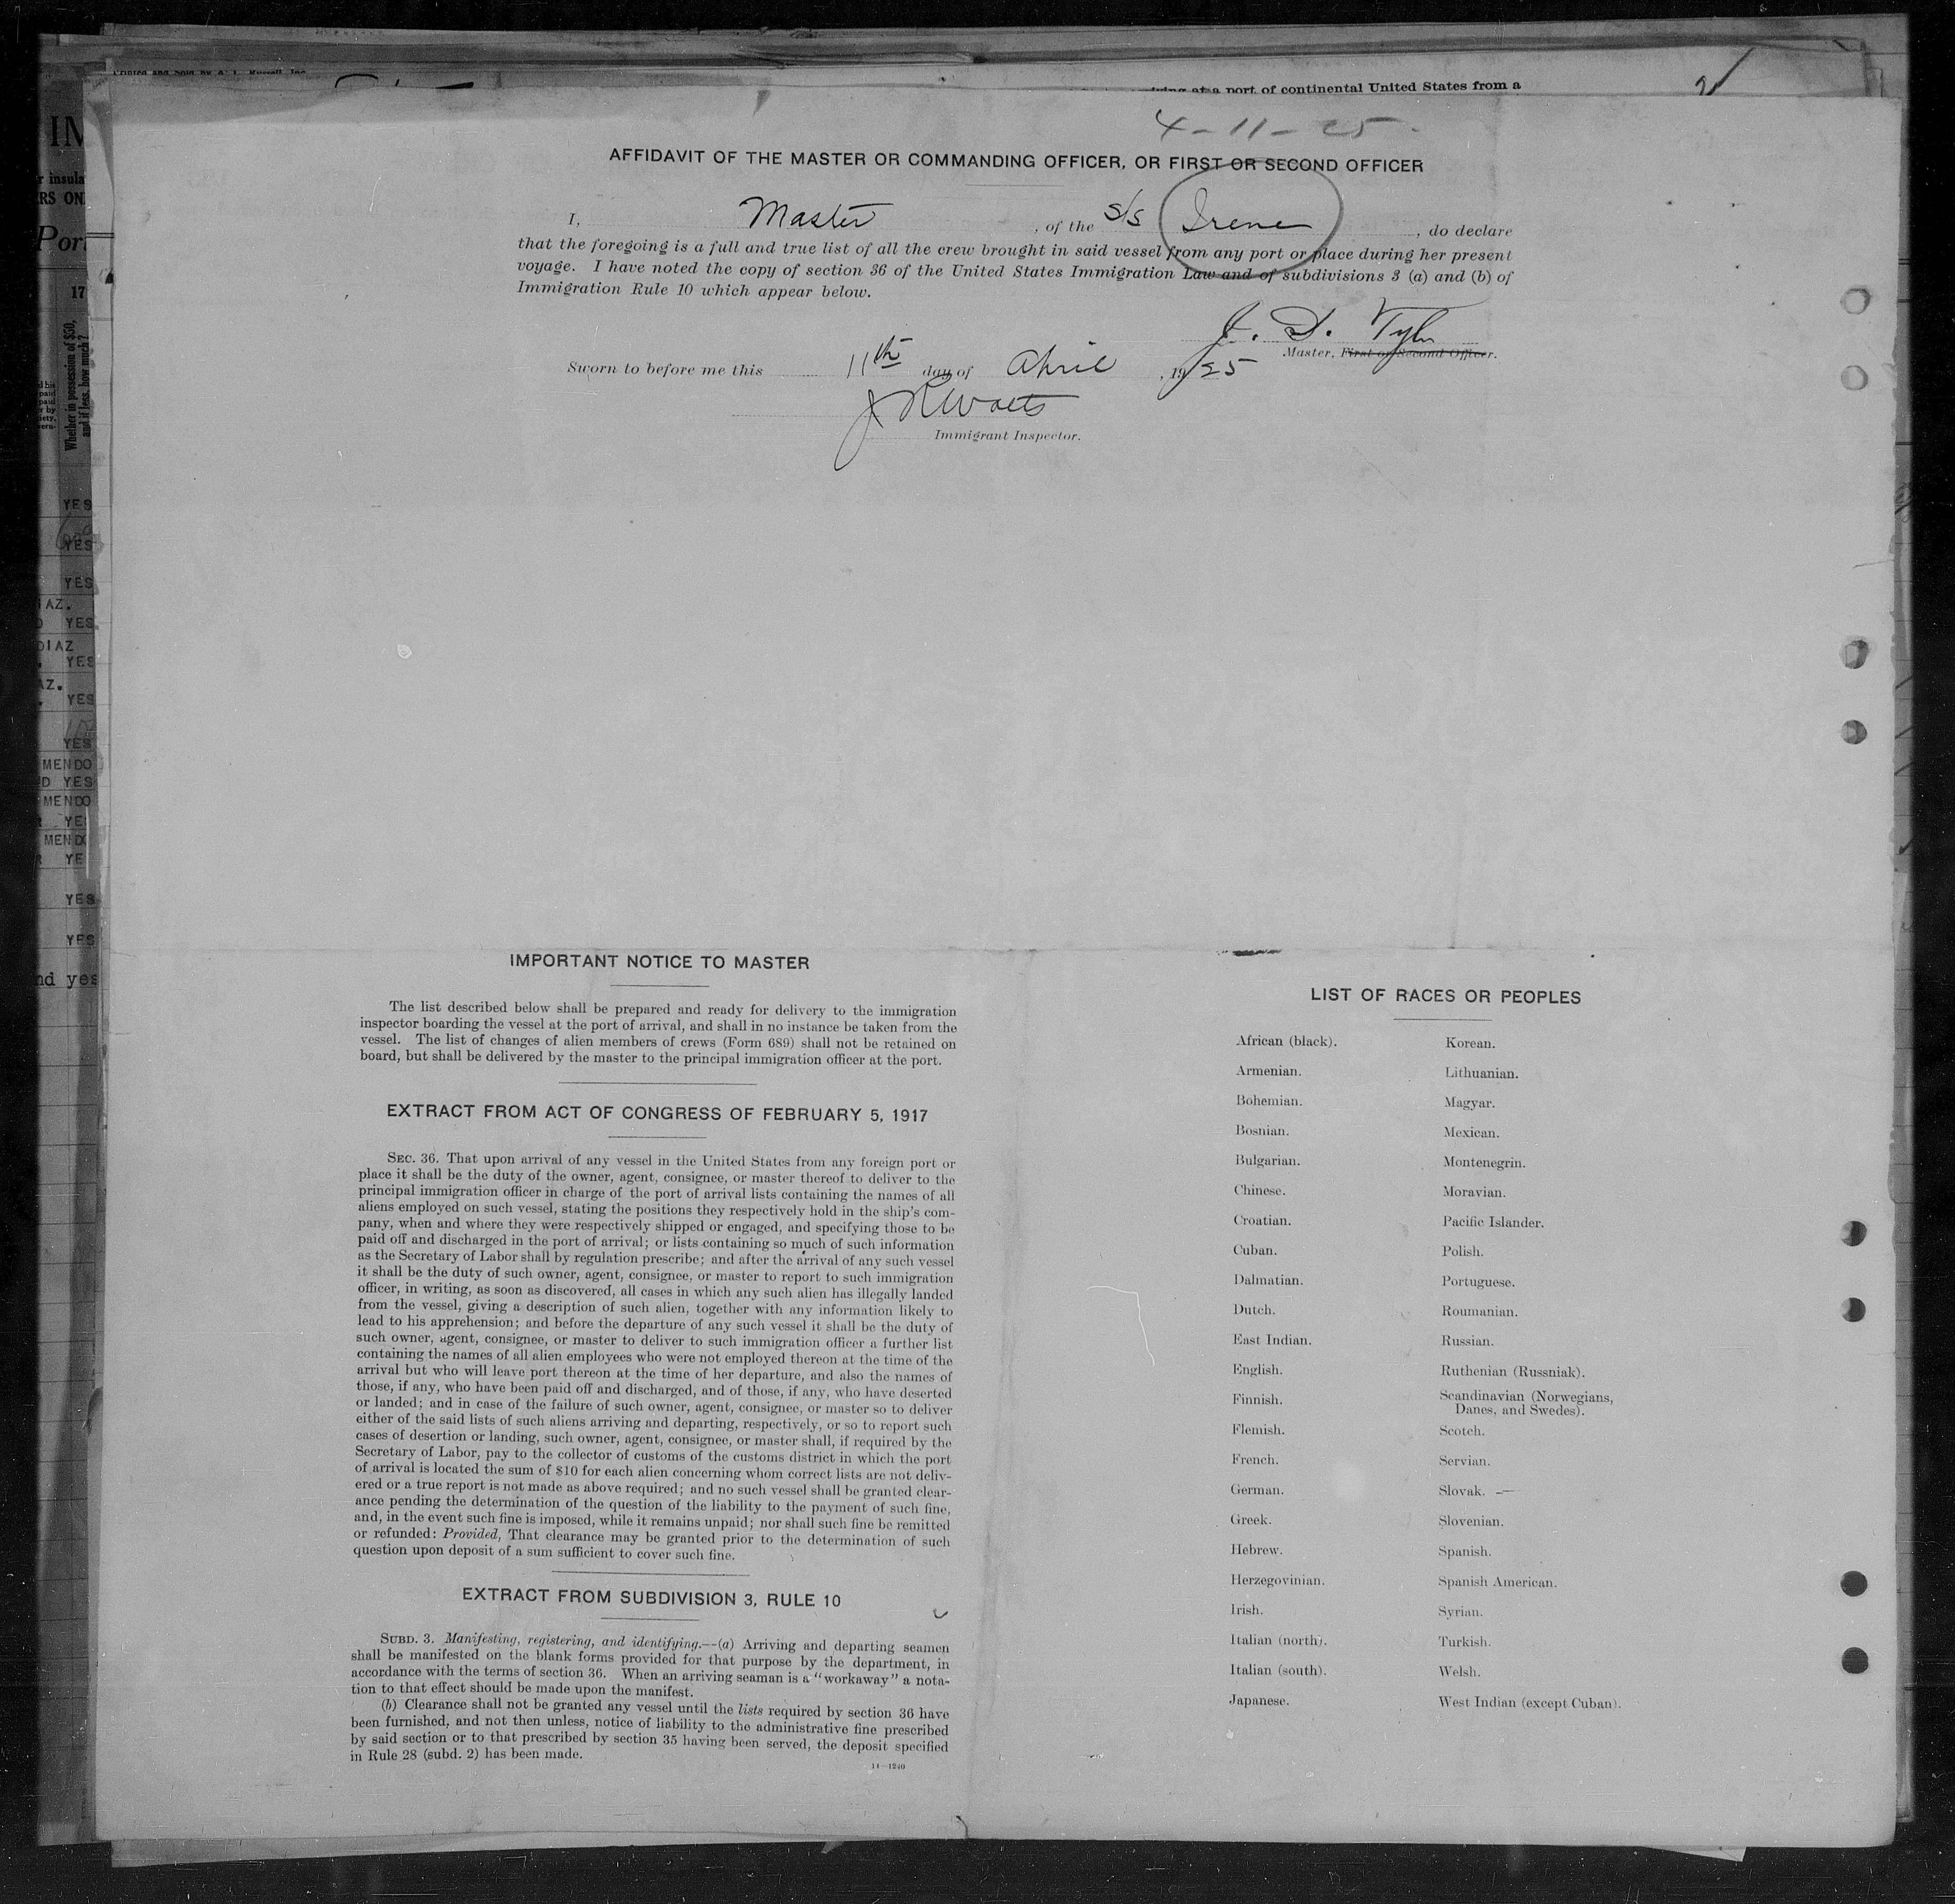 Printed and Sold by A. L. Russell, Inc.
at a port of continental United States from a
4-11-25
AFFIDAVIT OF THE MASTER OR COMMANDING OFFICER, OR FIRST OR SECOND OFFICER
I, Master, of the S/S Irene, do declare
that the foregoing is a full and true list of all the crew brought in said vessel from any port or place during her present
voyage. I have noted the copy of section 36 of the United States Immigration Law and of subdivisions 3 (a) and (b) of
Immigration Rule 10 which appear below.
J. D. Tyler
Master, First or Second Officer.
Sworn to before me this 11th day of April, 1925
Immigrant Inspector.
IMPORTANT NOTICE TO MASTER
The list described below shall be prepared and ready for delivery to the immigration
inspector boarding the vessel at the port of arrival, and shall in no instance be taken from the
vessel. The list of changes of alien members of crews (Form 689) shall not be retained on
board, but shall be delivered by the master to the principal immigration officer at the port.
EXTRACT FROM ACT OF CONGRESS OF FEBRUARY 5, 1917
SEC. 36. That upon arrival of any vessel in the United States from any foreign port or
place it shall be the duty of the owner, agent, consignee, or master thereof to deliver to the
principal immigration officer in charge of the port of arrival lists containing the names of all
aliens employed on such vessel, stating the positions they respectively hold in the ship's com-
pany, when and where they were respectively shipped or engaged, and specifying those to be
paid off and discharged in the port of arrival; or lists containing so much of such information
as the Secretary of Labor shall by regulation prescribe; and after the arrival of any such vessel
it shall be the duty of such owner, agent, consignee, or master to report to such immigration
officer, in writing, as soon as discovered, all cases in which any such alien has illegally landed
from the vessel, giving a description of such alien, together with any information likely to
lead to his apprehension; and before the departure of any such vessel it shall be the duty of
such owner, agent, consignee, or master to deliver to such immigration officer a further list
containing the names of all alien employees who were not employed thereon at the time of the
arrival but who will leave port thereon at the time of her departure, and also the names of
those, if any, who have been paid off and discharged, and of those, if any, who have deserted
or landed; and in case of the failure of such owner, agent, consignee, or master so to deliver
either of the said lists of such aliens arriving and departing, respectively, or so to report such
cases of desertion or landing, such owner, agent, consignee, or master shall, if required by the
Secretary of Labor, pay to the collector of customs of the customs district in which the port
of arrival is located the sum of $10 for each alien concerning whom correct lists are not deliv-
ered or a true report is not made as above required; and no such vessel shall be granted clear-
ance pending the determination of the question of the liability to the payment of such fine,
and, in the event such fine is imposed, while it remains unpaid; nor shall such fine be remitted
or refunded: Provided, That clearance may be granted prior to the determination of such
question upon deposit of a sum sufficient to cover such fine.
EXTRACT FROM SUBDIVISION 3, RULE 10
SUBD. 3. Manifesting, registering, and identifying.--(a) Arriving and departing seamen
shall be manifested on the blank forms provided for that purpose by the department, in
accordance with the terms of section 36. When an arriving seaman is a "workaway" a nota-
tion to that effect should be made upon the manifest.
(b) Clearance shall not be granted any vessel until the lists required by section 36 have
been furnished, and not then unless, notice of liability to the administrative fine prescribed
by said section or to that prescribed by section 35 having been served, the deposit specified
in Rule 28 (subd. 2) has been made.
14—1240
LIST OF RACES OR PEOPLES
African (black). Korean.
Armenian. Lithuanian.
Bohemian. Magyar.
Bosnian. Mexican.
Bulgarian. Montenegrin.
Chinese. Moravian.
Croatian. Pacific Islander.
Cuban. Polish.
Dalmatian. Portuguese.
Dutch. Roumanian.
East Indian. Russian.
English. Ruthenian (Russniak).
Finnish. Scandinavian (Norwegians,
Danes, and Swedes).
Flemish. Scotch.
French. Servian.
German. Slovak.
Greek. Slovenian.
Hebrew. Spanish.
Herzegovinian. Spanish American.
Irish. Syrian.
Italian (north). Turkish.
Italian (south). Welsh.
Japanese. West Indian (except Cuban).